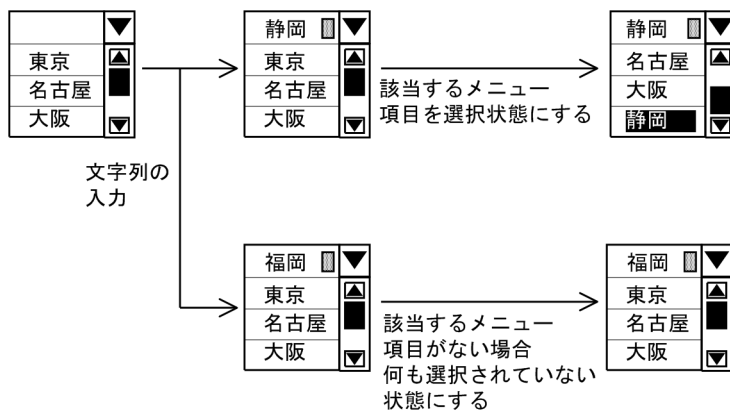 東京
名古屋
大阪
文字列の
入力
静岡
東京
名古屋
大阪
該当するメニュー
項目を選択状態にする
静岡
名古屋
大阪
静岡
福岡
東京
名古屋
大阪
該当するメニュー
項目がない場合
何も選択されていない
状態にする
福岡
東京
名古屋
大阪